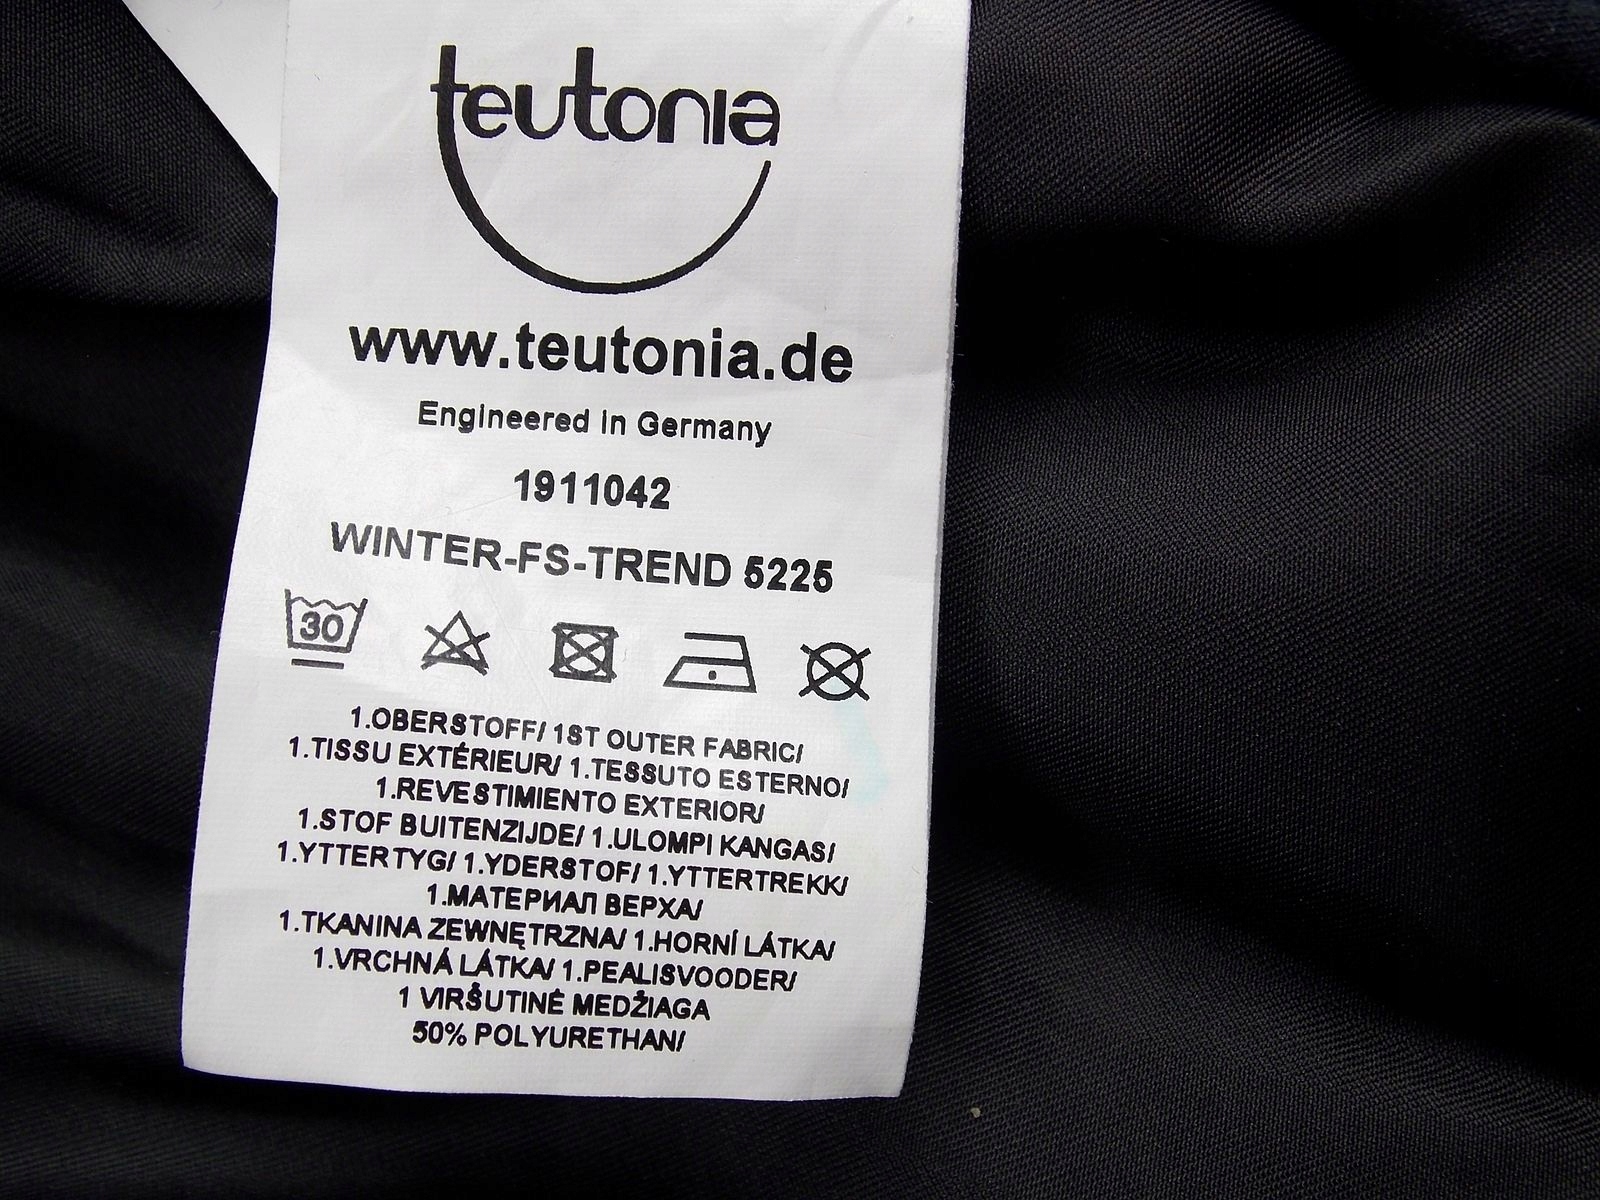 teutonia
www.teutonia.de
Engineered in Germany
1911042
WINTER-FS-TREND 5225
30
1.OBERSTOFF/ 1ST OUTER FABRIC/
1.TISSU EXTÉRIEUR/ 1.TESSUTO ESTERNO/
1.REVESTIMIENTO EXTERIOR/
1.STOF BUITENZIJDE/ 1.ULOMPI KANGAS/
1.YTTERTYG/ 1.YDERSTOF/ 1.YTTERTREKK/
1.МАТЕРИАЛ ВЕРХА/
1.TKANINA ZEWNĘTRZNA/ 1.HORNÍ LÁTKA/
1.VRCHNÁ LÁTKA/ 1.PEALISVOODER/
1 VIRŠUTINĖ MEDŽIAGA
50% POLYURETHAN/